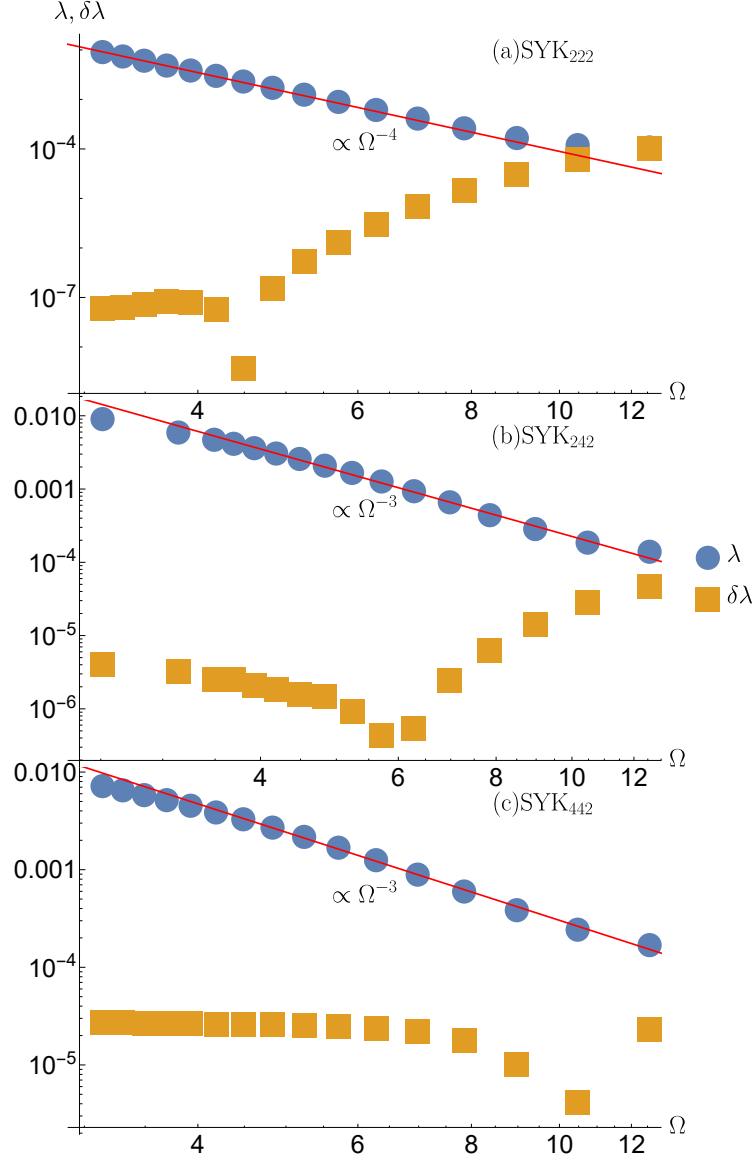 λ, δλ
(a)SYK₂₂₂
10⁻⁴
∝ Ω⁻⁴
10⁻⁷
4 6 8 10 12 Ω
0.010
(b)SYK₂₄₂
0.001
∝ Ω⁻³
10⁻⁴
λ
δλ
10⁻⁵
10⁻⁶
4 6 8 10 12 Ω
0.010
(c)SYK₄₄₂
0.001
∝ Ω⁻³
10⁻⁴
10⁻⁵
4 6 8 10 12 Ω